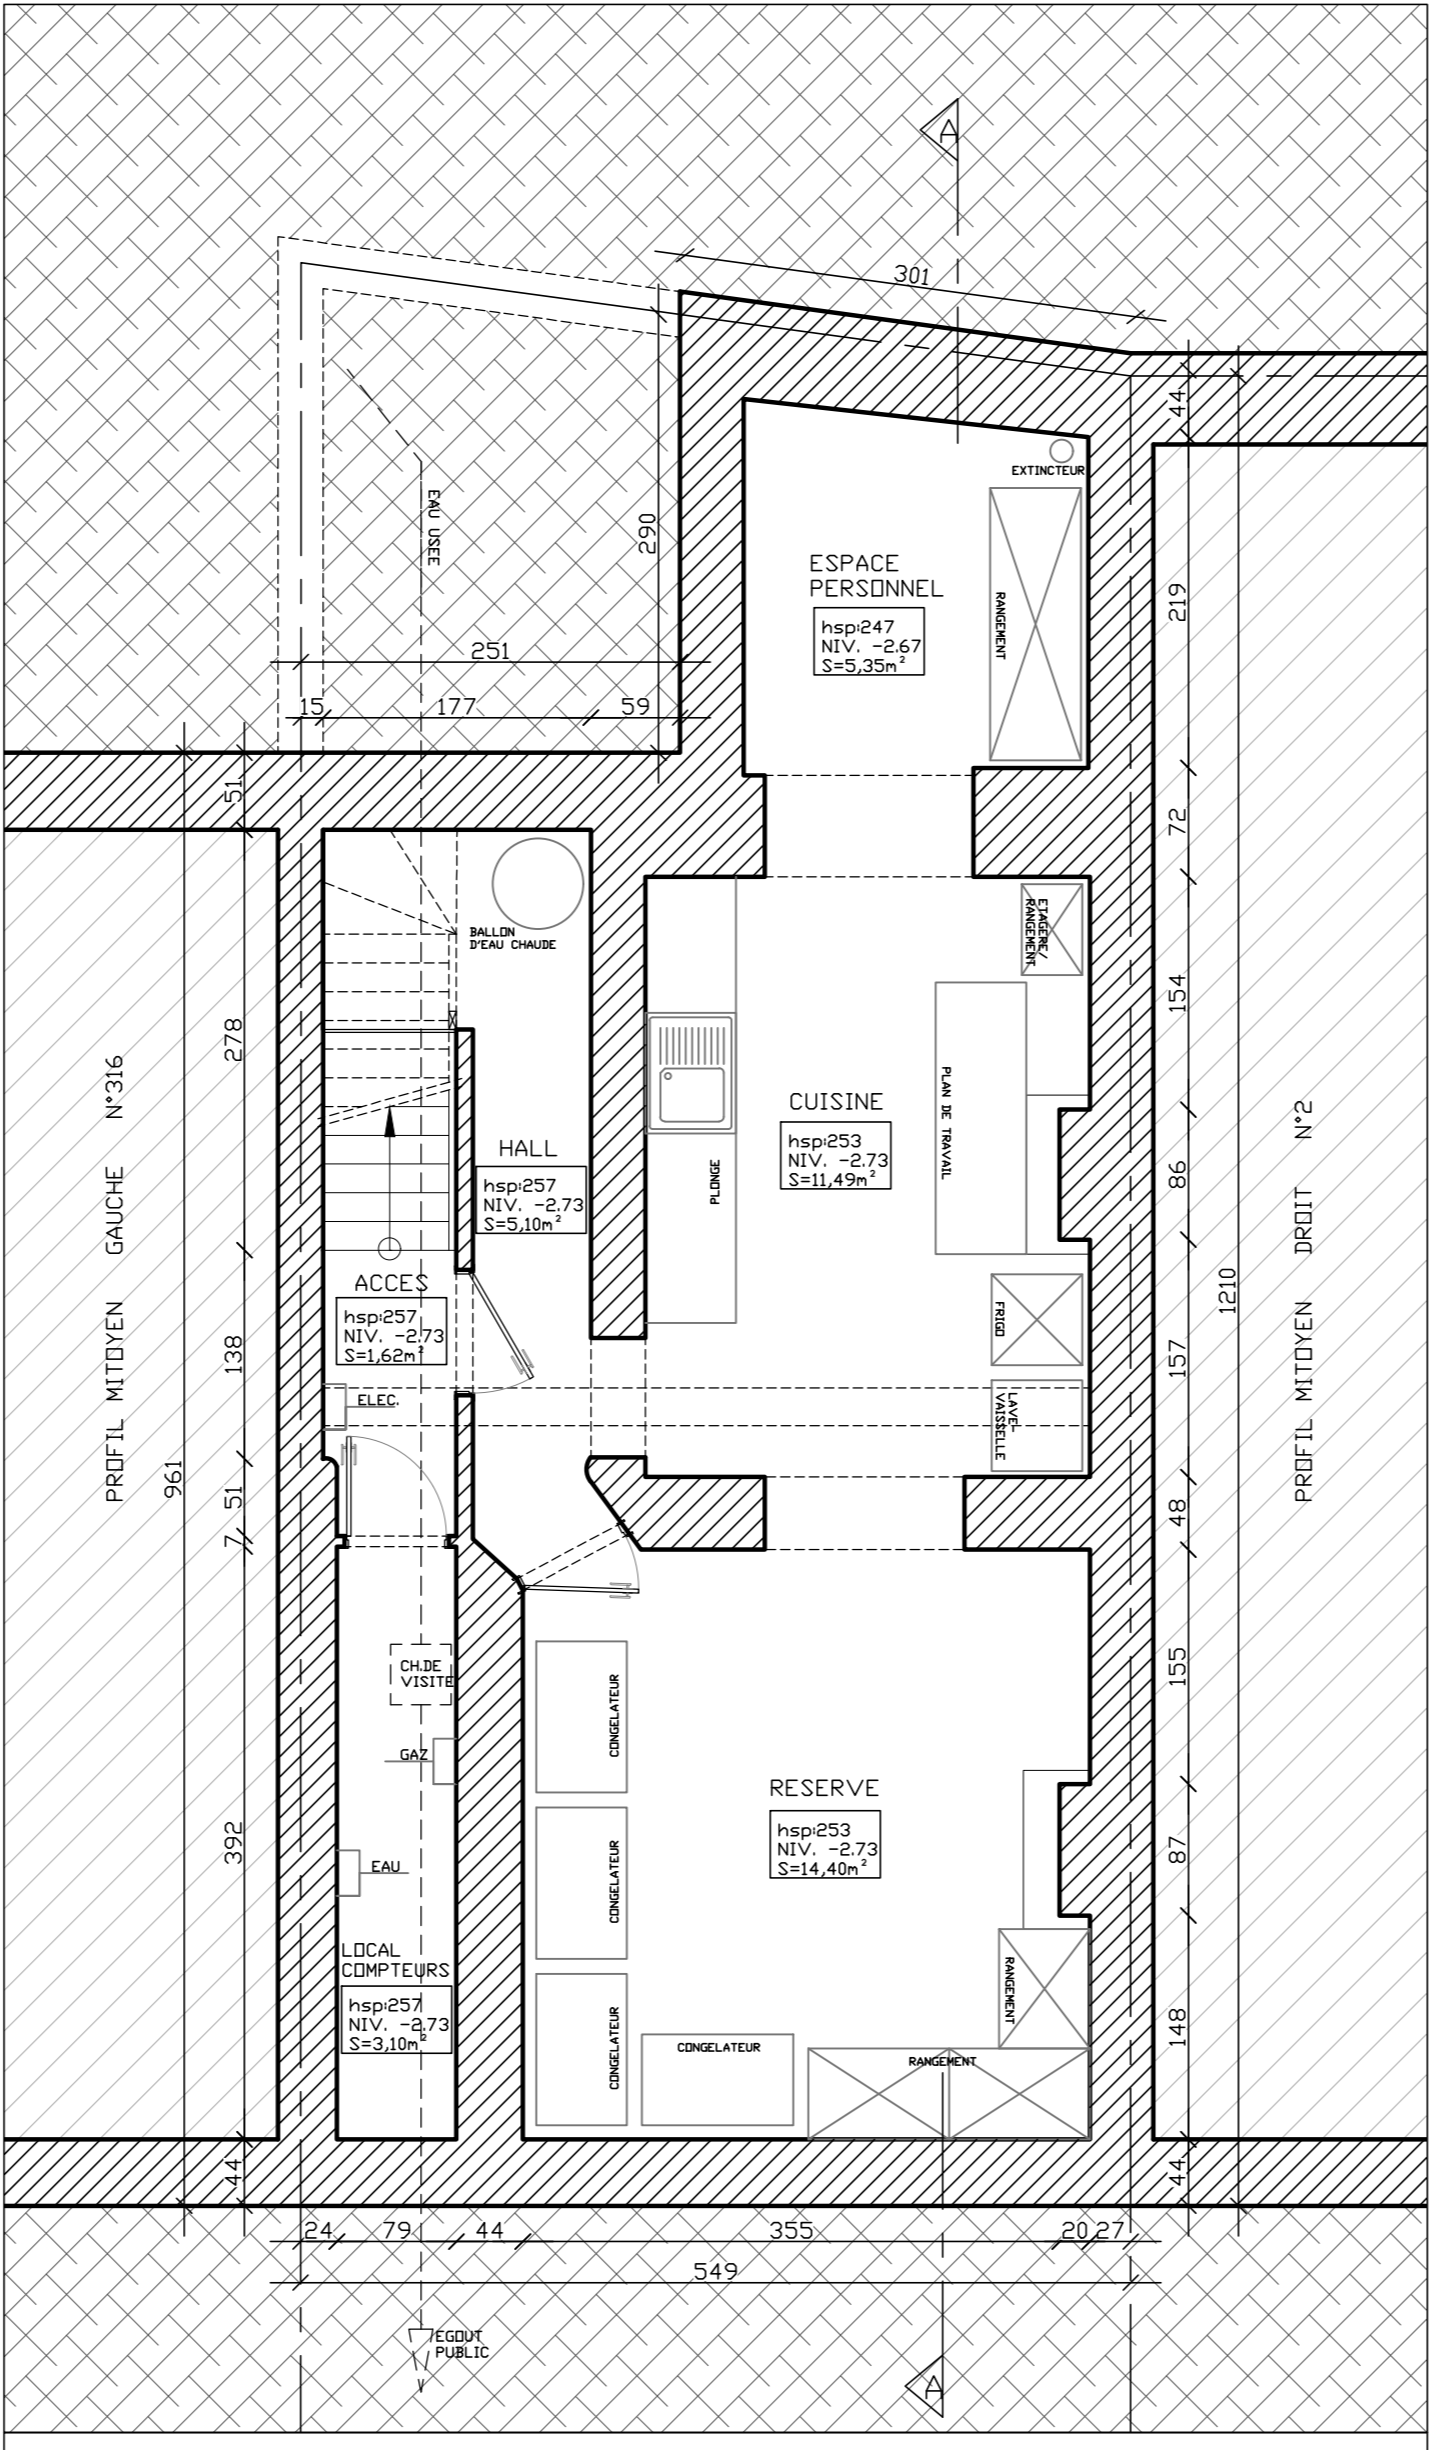 A
301
44
EXTINCTEUR
EAU USEE
290
ESPACE
PERSONNEL
RANGEMENT
219
hsp:247
NIV. -2.67
S=5,35m²
251
15
177
59
51
72
ETAGERE/
RANGEMENT
BALLON
D'EAU CHAUDE
154
278
PROFIL MITOYEN GAUCHE N°316
CUISINE
PLAN DE TRAVAIL
hsp:253
NIV. -2.73
S=11,49m²
HALL
hsp:257
NIV. -2.73
S=5,10m²
PLONGE
86
PROFIL MITOYEN DROIT N°2
1210
ACCES
hsp:257
NIV. -2.73
S=1,62m²
138
FRIGO
157
ELEC.
LAVE-
VAISSELLE
961
51
7
48
CH.DE
VISITE
CONGELATEUR
155
GAZ
RESERVE
hsp:253
NIV. -2.73
S=14,40m²
392
87
EAU
CONGELATEUR
LOCAL
COMPTEURS
hsp:257
NIV. -2.73
S=3,10m²
RANGEMENT
148
CONGELATEUR
CONGELATEUR
RANGEMENT
44
44
24
79
44
355
20
27
549
EGOUT
PUBLIC
A